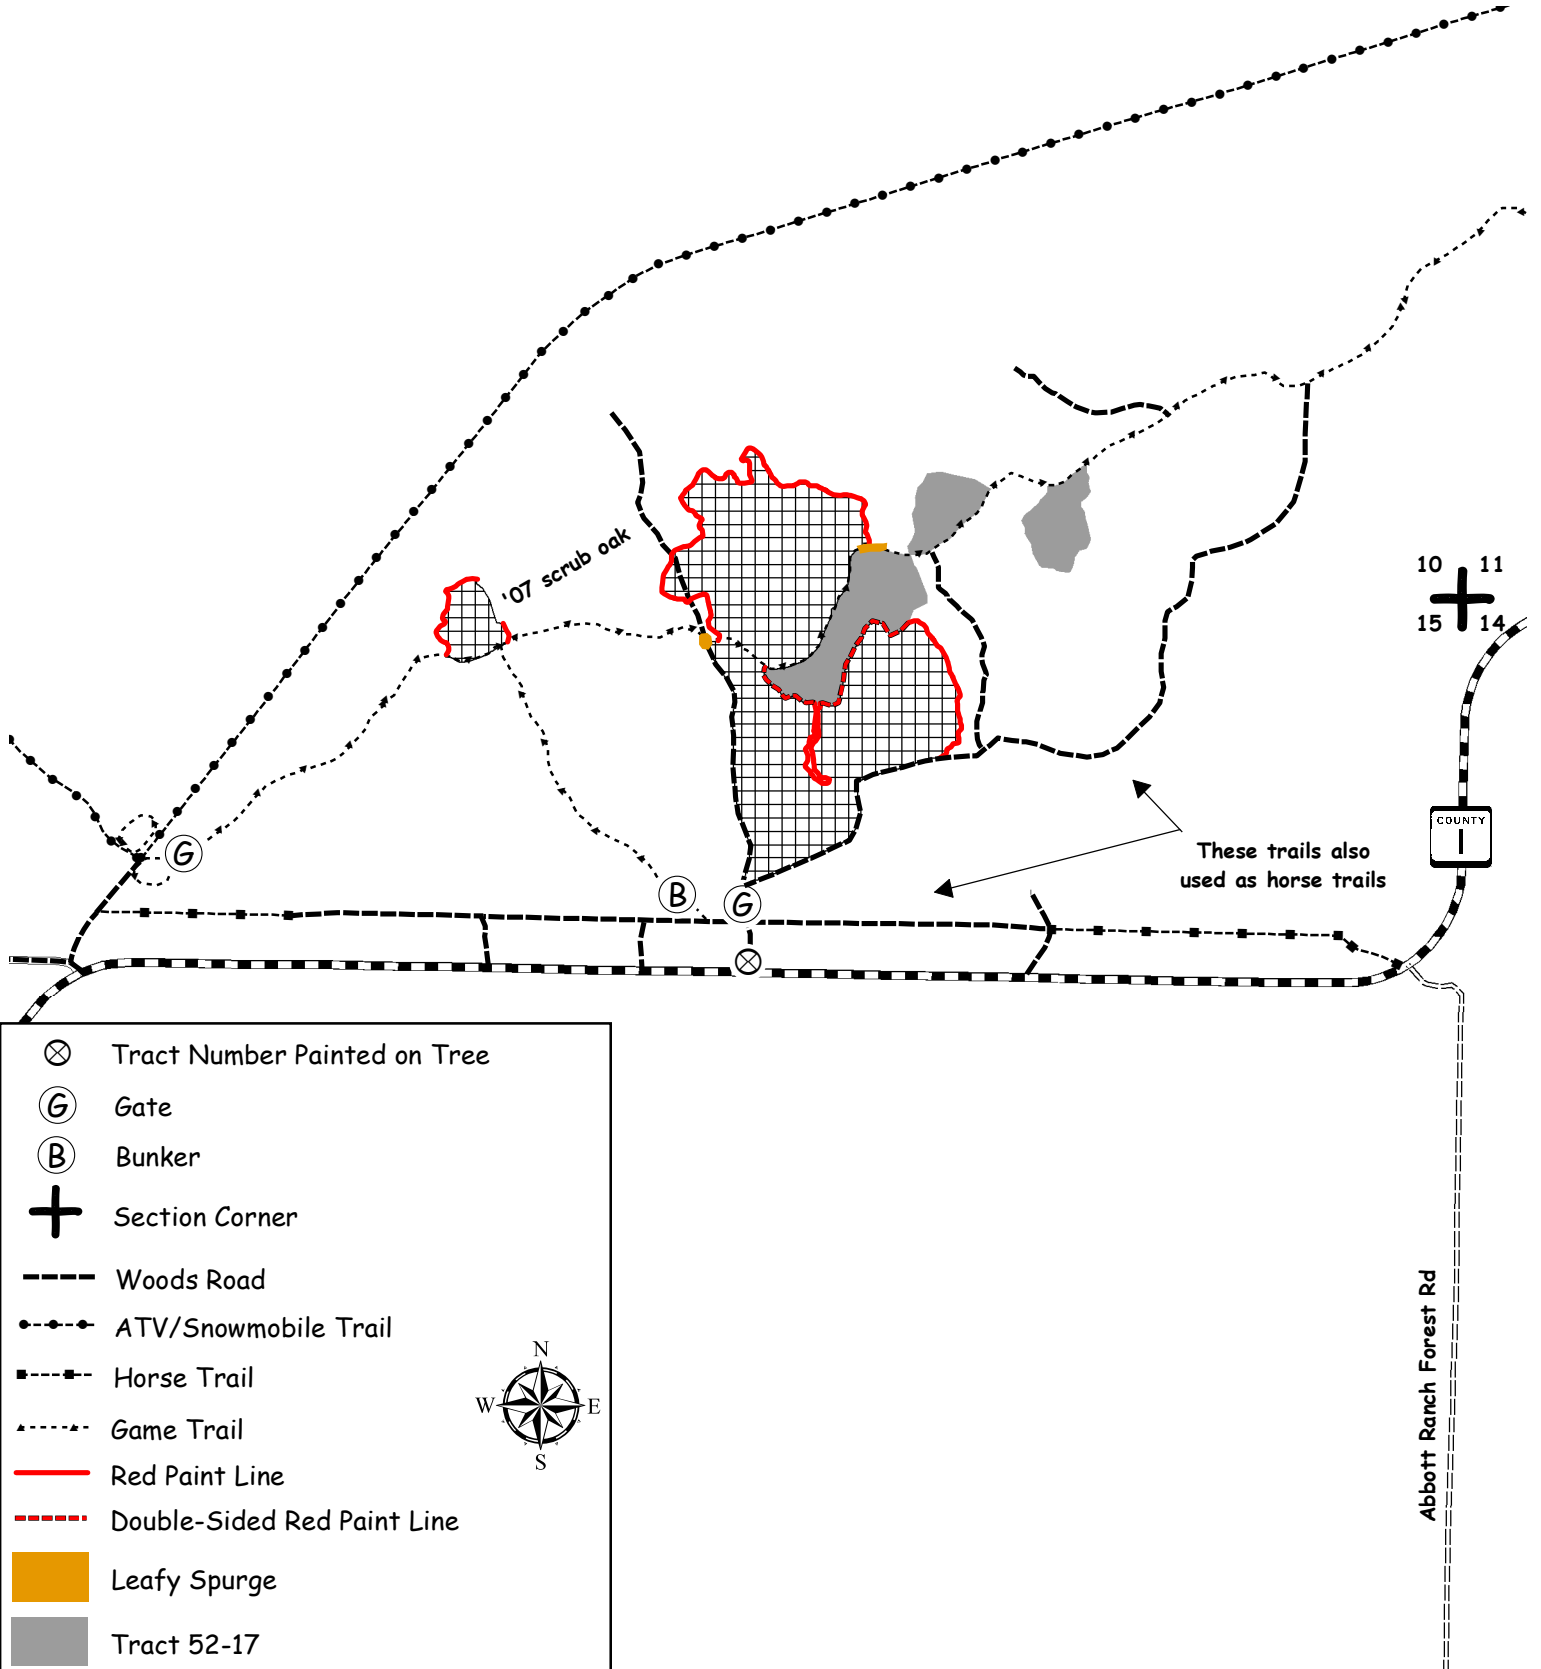 '07 scrub oak
10 11
15 14
COUNTY
I
These trails also
used as horse trails
G
B
G
Abbott Ranch Forest Rd
Tract Number Painted on Tree
G Gate
B Bunker
Section Corner
Woods Road
ATV/Snowmobile Trail
Horse Trail
Game Trail
Red Paint Line
Double-Sided Red Paint Line
Leafy Spurge
Tract 52-17
N
W E
S